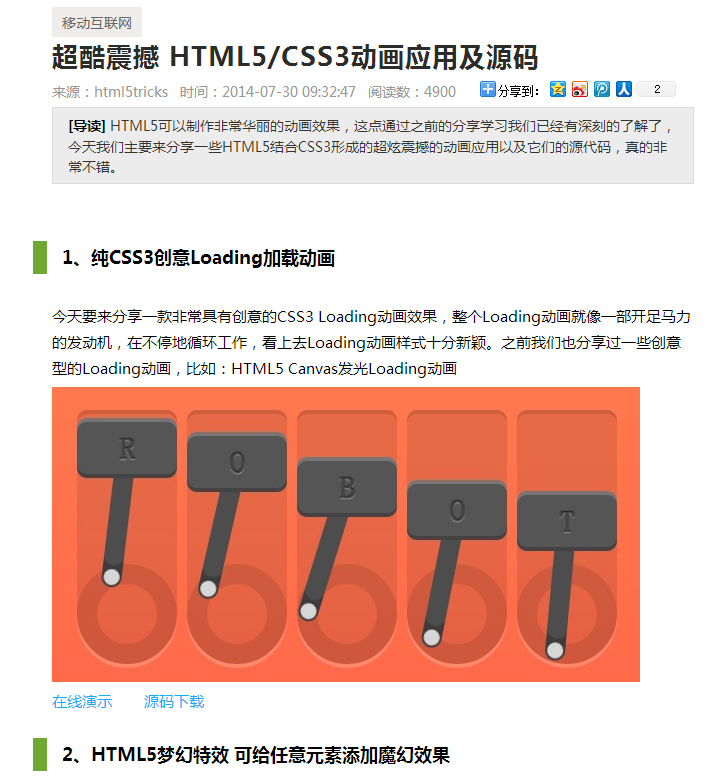 移动互联网
超酷震撼 HTML5/CSS3动画应用及源码
来源：html5tricks 时间：2014-07-30 09:32:47 阅读数：4900 分享到： 2
[导读] HTML5可以制作非常华丽的动画效果，这点通过之前的分享学习我们已经有深刻的了解了，
今天我们主要来分享一些HTML5结合CSS3形成的超炫震撼的动画应用以及它们的源代码，真的非
常不错。
1、纯CSS3创意Loading加载动画
今天要来分享一款非常具有创意的CSS3 Loading动画效果，整个Loading动画就像一部开足马力
的发动机，在不停地循环工作，看上去Loading动画样式十分新颖。之前我们也分享过一些创意
型的Loading动画，比如：HTML5 Canvas发光Loading动画
R O B O T
在线演示 源码下载
2、HTML5梦幻特效 可给任意元素添加魔幻效果